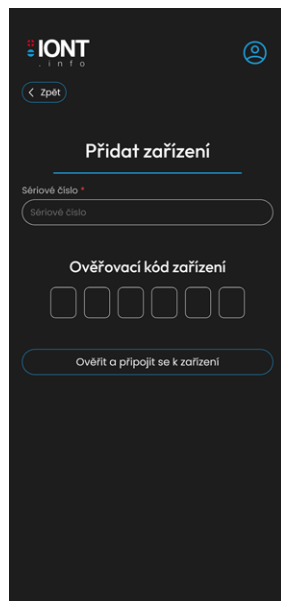 IONT
.info
Zpět
Přidat zařízení
Sériové číslo *
Sériové číslo
Ověřovací kód zařízení
Ověřit a připojit se k zařízení